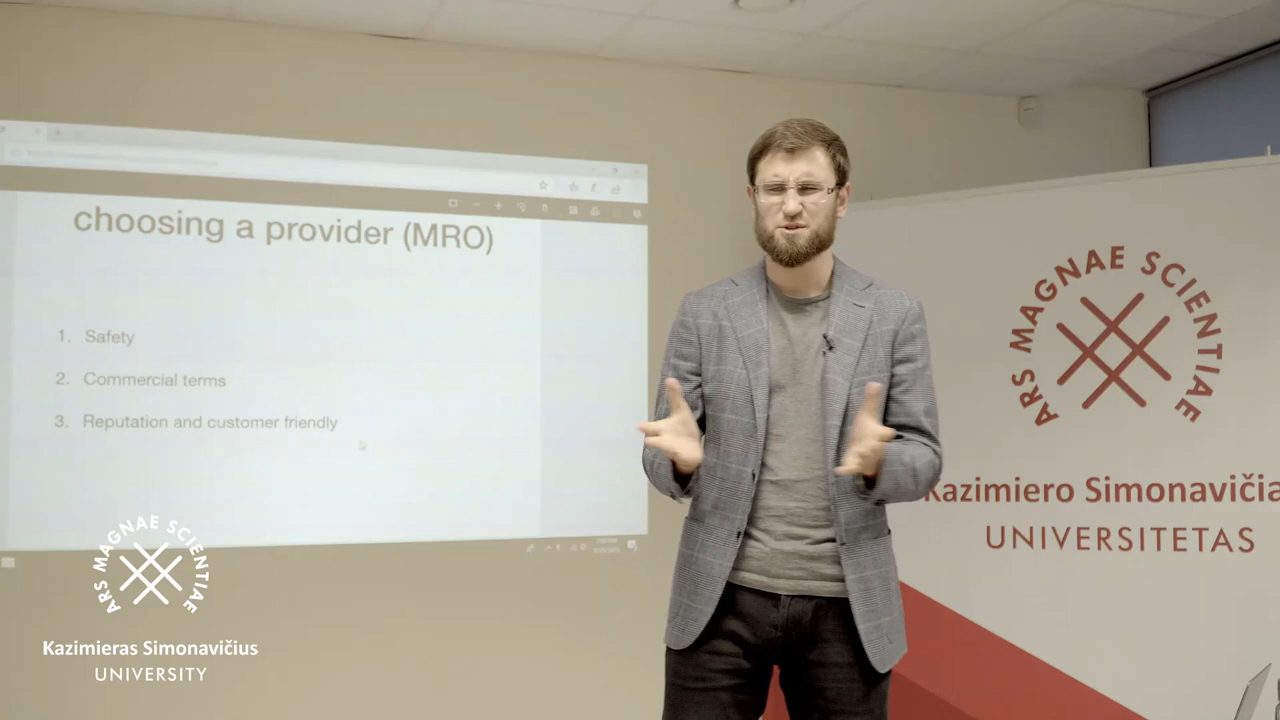 choosing a provider (MRO)
1. Safety
2. Commercial terms
3. Reputation and customer friendly
ARS MAGNAE SCIENTIAE
Kazimieras Simonavičius
UNIVERSITY
ARS MAGNAE SCIENTIAE
Kazimiero Simonavičia
UNIVERSITETAS